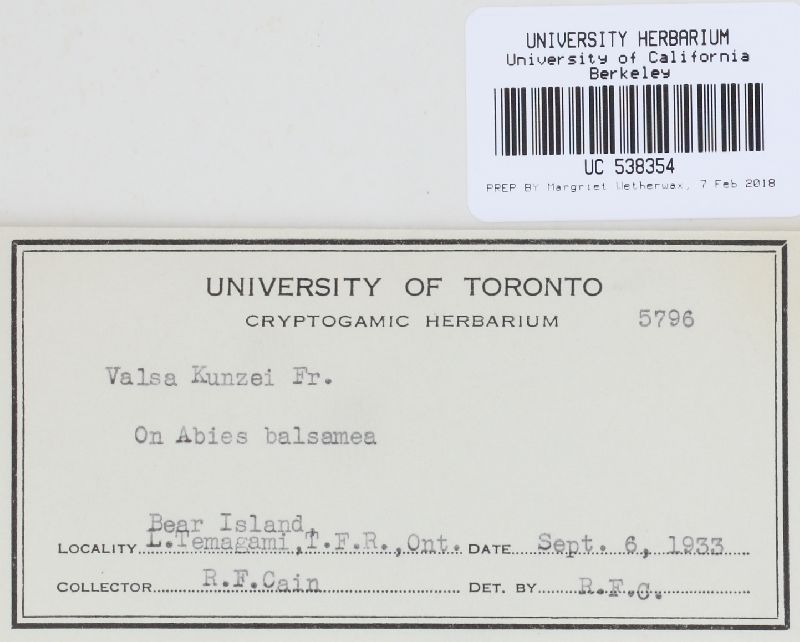 UNIVERSITY HERBARIUM
University of California
Berkeley
UC 538354
PREP BY Margriet Wetherwax, 7 Feb 2018
UNIVERSITY OF TORONTO
CRYPTOGAMIC HERBARIUM 5796
Valsa Kunzei Fr.
On Abies balsamea
Bear Island,
LOCALITY L.Temagami,T.F.R.,Ont. DATE Sept. 6, 1933
COLLECTOR R.F.Cain DET. BY R.F.C.